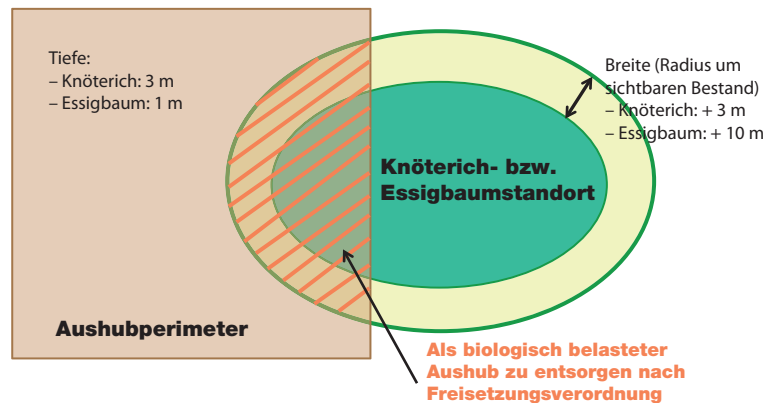 Tiefe:
– Knöterich: 3 m
– Essigbaum: 1 m
Breite (Radius um
sichtbaren Bestand)
– Knöterich: + 3 m
– Essigbaum: + 10 m
Knöterich- bzw.
Essigbaumstandort
Aushubperimeter
Als biologisch belasteter
Aushub zu entsorgen nach
Freisetzungsverordnung